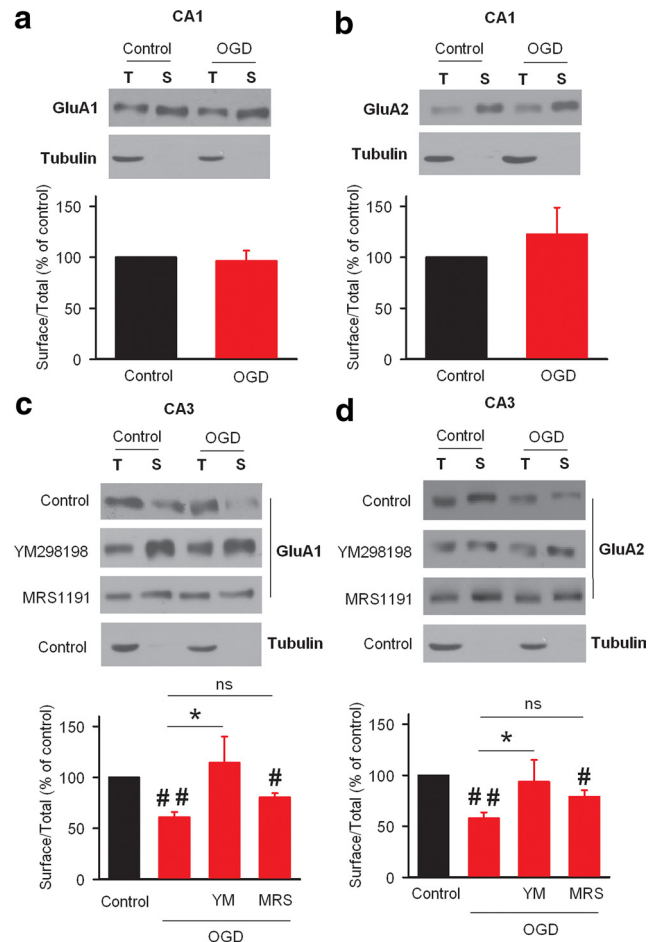 a
CA1
Control OGD
T S T S
GluA1
Tubulin
Surface/Total (% of control)
150
100
50
0
Control OGD
b
CA1
Control OGD
T S T S
GluA2
Tubulin
Surface/Total (% of control)
150
100
50
0
Control OGD
c
CA3
Control OGD
T S T S
Control
YM298198
MRS1191
GluA1
Control
Tubulin
Surface/Total (% of control)
150
100
50
0
ns
*
##
#
Control YM MRS
OGD
d
CA3
Control OGD
T S T S
Control
YM298198
MRS1191
GluA2
Control
Tubulin
Surface/Total (% of control)
150
100
50
0
ns
*
##
#
Control YM MRS
OGD